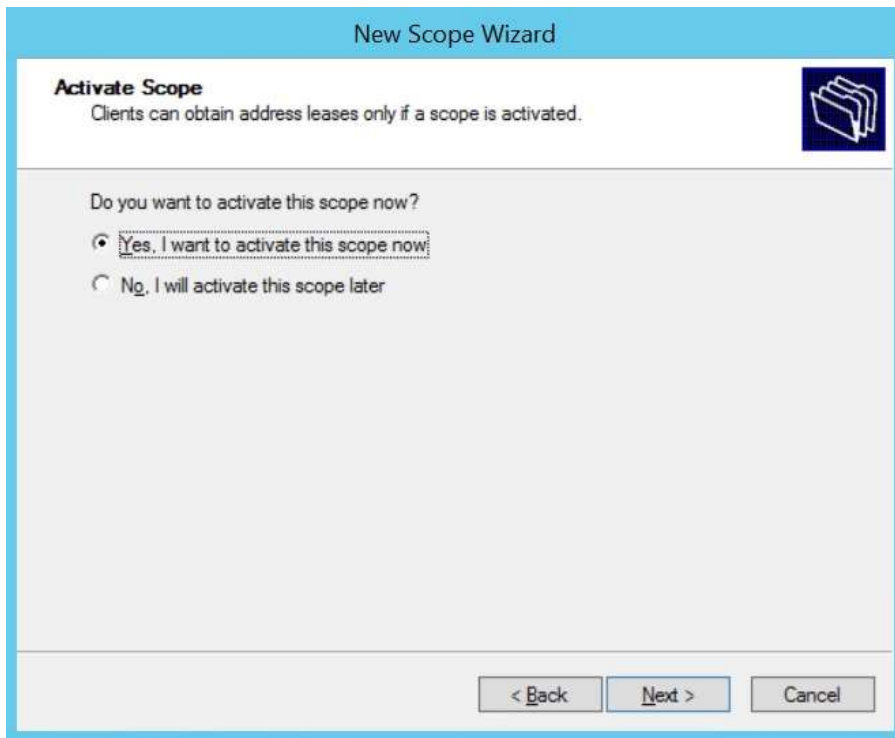 New Scope Wizard
Activate Scope
Clients can obtain address leases only if a scope is activated.
Do you want to activate this scope now?
Yes, I want to activate this scope now
No, I will activate this scope later
< Back Next > Cancel